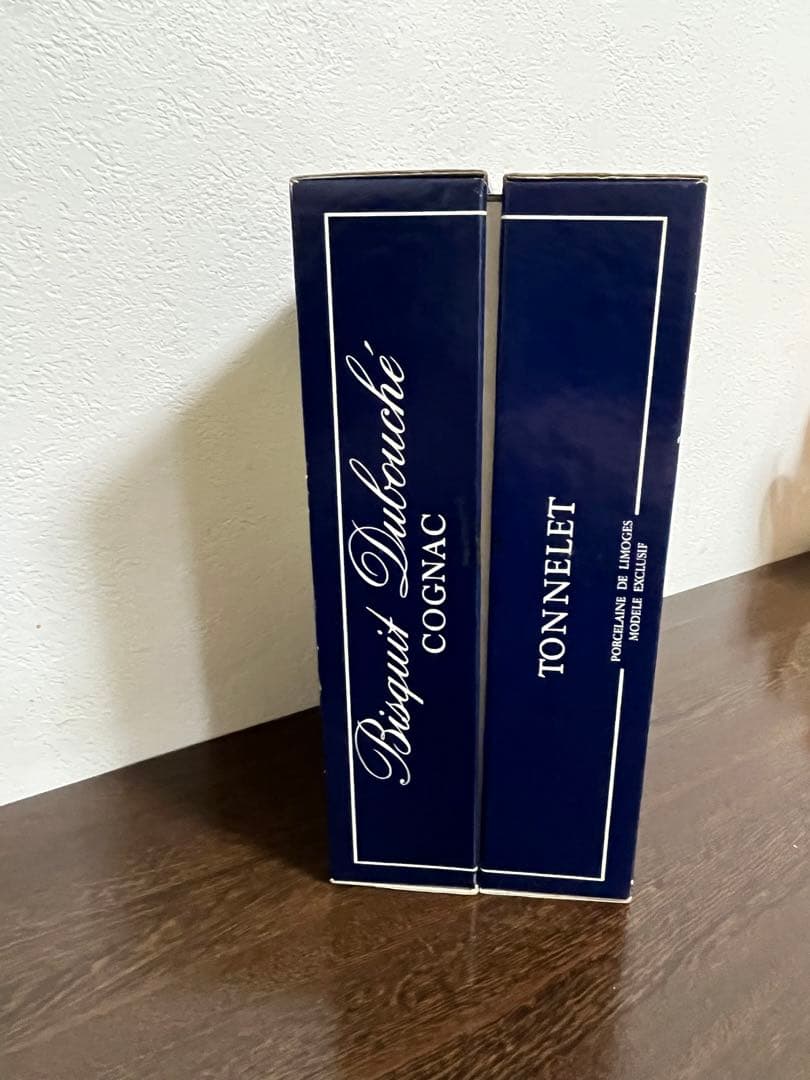 Bisquit Dubouché
COGNAC
TONNELET
PORCELAINE DE LIMOGES
MODELE EXCLUSIF